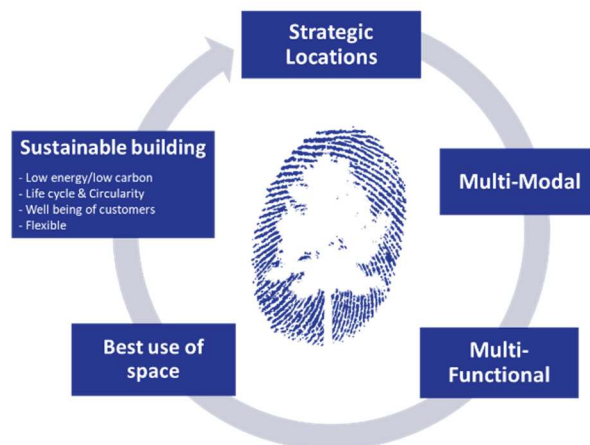 Strategic
Locations
Multi-Modal
Multi-
Functional
Best use of
space
Sustainable building
- Low energy/low carbon
- Life cycle & Circularity
- Well being of customers
- Flexible